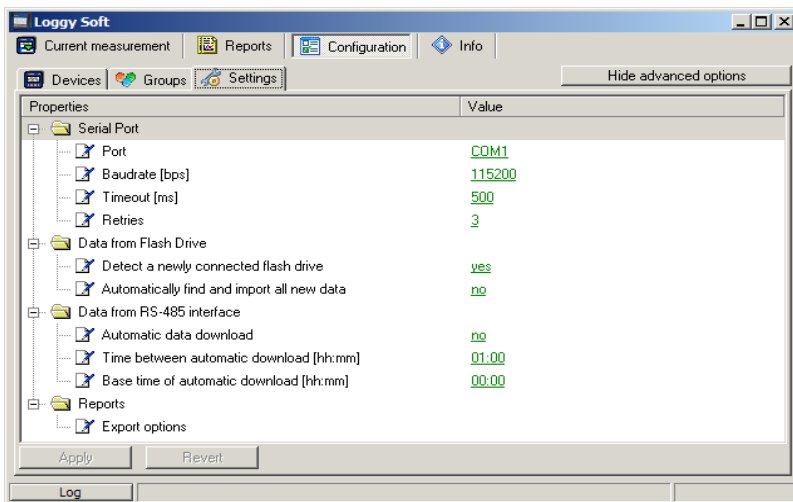 Loggy Soft
Current measurement Reports Configuration Info
Devices Groups Settings Hide advanced options
Properties Value
Serial Port
Port COM1
Baudrate [bps] 115200
Timeout [ms] 500
Retries 3
Data from Flash Drive
Detect a newly connected flash drive yes
Automatically find and import all new data no
Data from RS-485 interface
Automatic data download no
Time between automatic download [hh:mm] 01:00
Base time of automatic download [hh:mm] 00:00
Reports
Export options
Apply Revert
Log